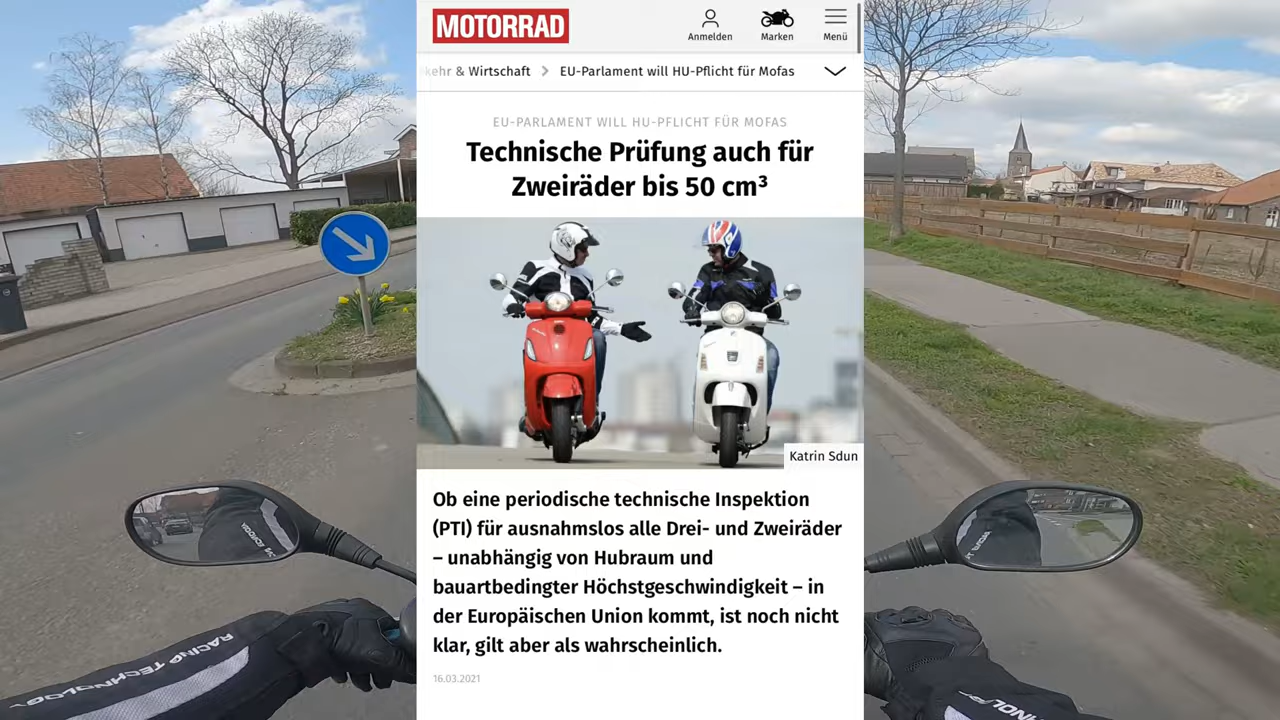 MOTORRAD
Anmelden
Marken
Menü
kehr & Wirtschaft
EU-Parlament will HU-Pflicht für Mofas
EU-PARLAMENT WILL HU-PFLICHT FÜR MOFAS
Technische Prüfung auch für
Zweiräder bis 50 cm³
Katrin Sdun
Ob eine periodische technische Inspektion
(PTI) für ausnahmslos alle Drei- und Zweiräder
– unabhängig von Hubraum und
bauartbedingter Höchstgeschwindigkeit – in
der Europäischen Union kommt, ist noch nicht
klar, gilt aber als wahrscheinlich.
16.03.2021
RACING TECHNOLOG